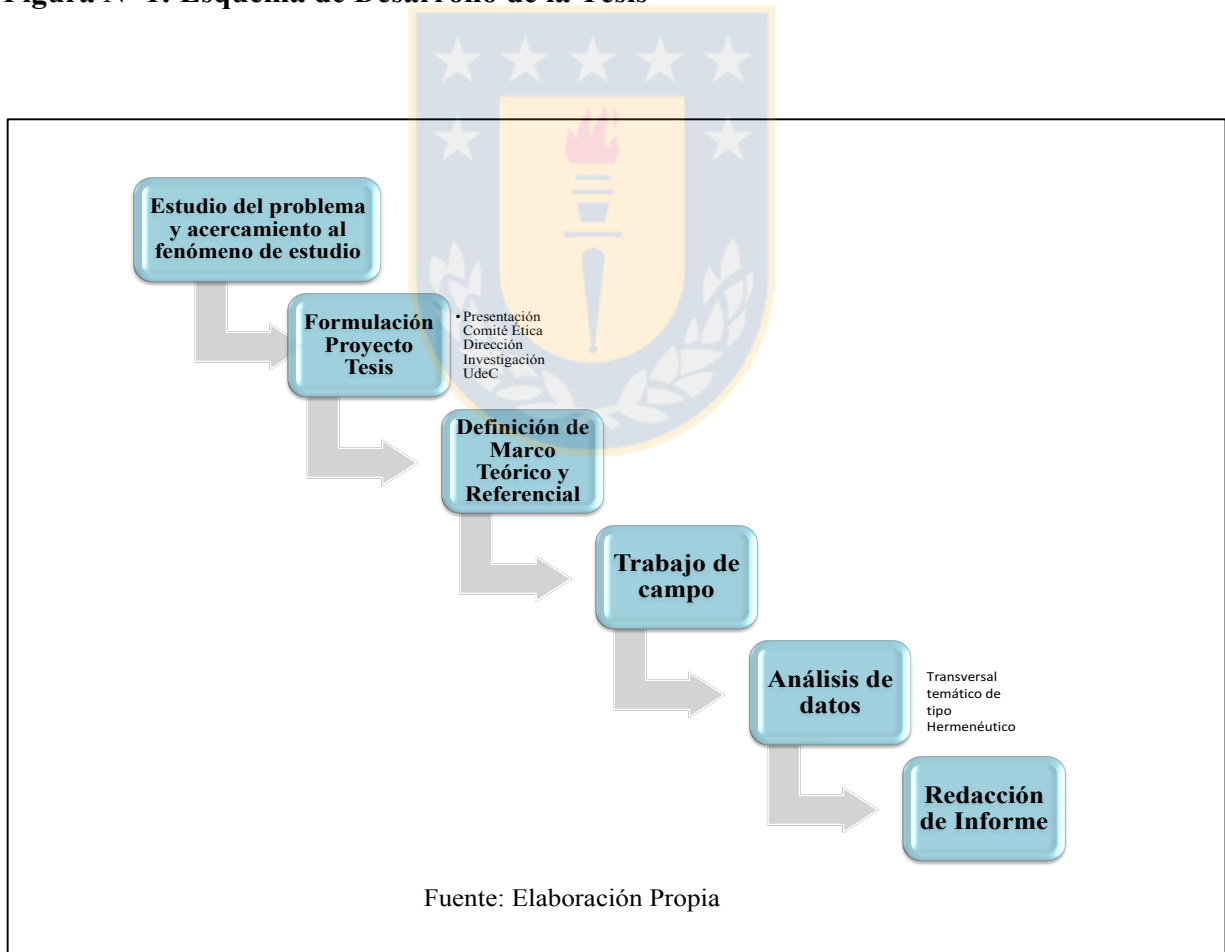 Figura N° 1: Esquema de Desarrollo de la Tesis
Estudio del problema
y acercamiento al
fenómeno de estudio
Formulación
Proyecto
Tesis
• Presentación
Comité Ética
Dirección
Investigación
UdeC
Definición de
Marco
Teórico y
Referencial
Trabajo de
campo
Análisis de
datos
Transversal
temático de
tipo
Hermenéutico
Redacción
de Informe
Fuente: Elaboración Propia